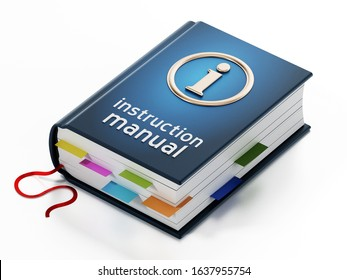 i
instruction
manual
shutterstock.com · 1637955754